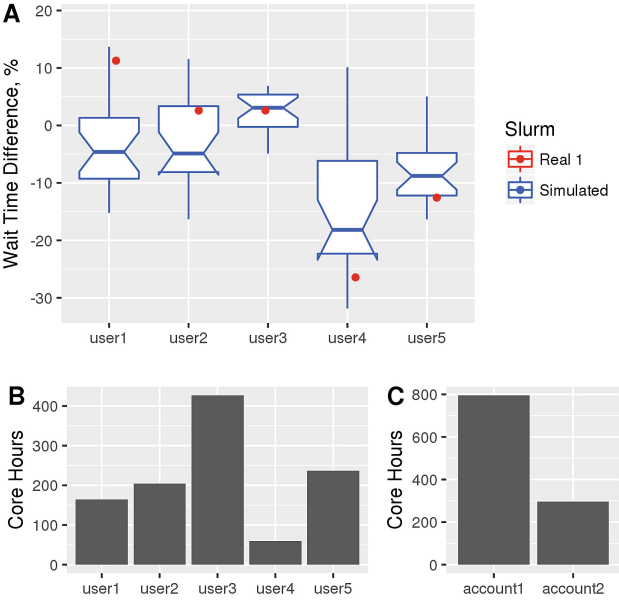 A
Wait Time Difference, %
20
10
0
-10
-20
-30
user1 user2 user3 user4 user5
Slurm
Real 1
Simulated
B
Core Hours
400
300
200
100
0
user1 user2 user3 user4 user5
C
Core Hours
800
600
400
200
0
account1 account2